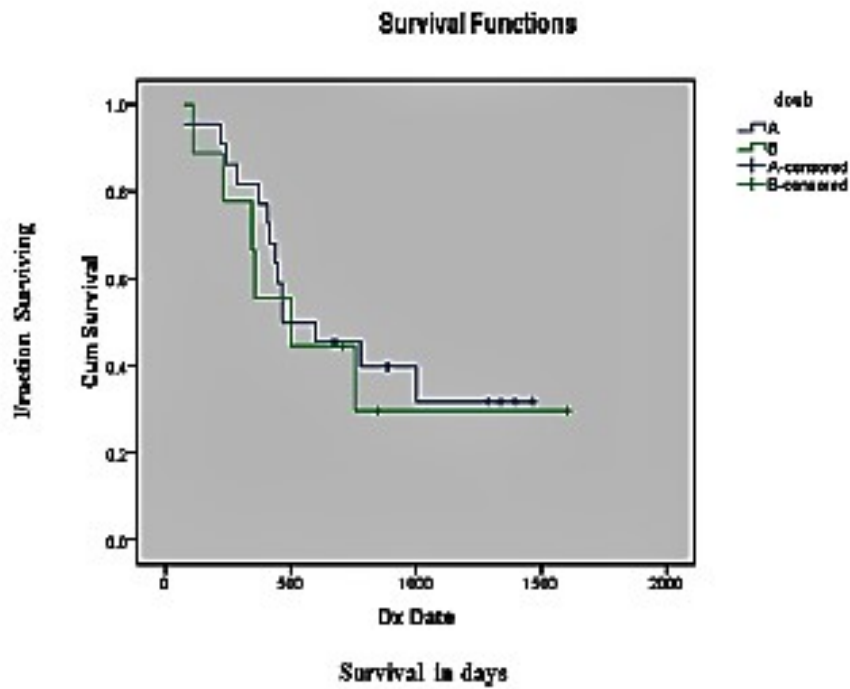 Survival Functions
doub
A
B
A-censored
B-censored
Fraction Surviving
Cum Survival
1.0
0.8
0.6
0.4
0.2
0.0
0 500 1000 1500 2000
Dx Date
Survival in days